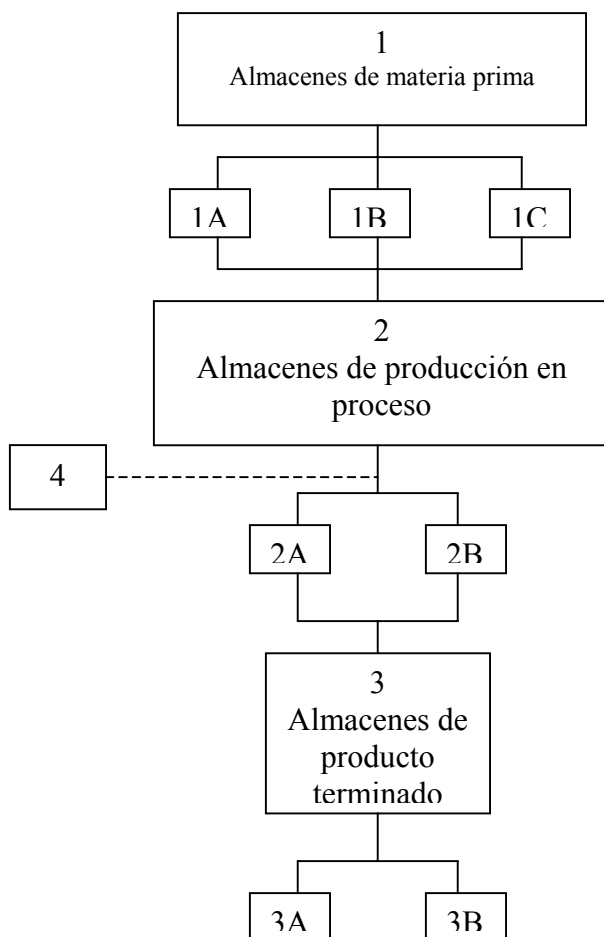 1
Almacenes de materia prima
1A
1B
1C
2
Almacenes de producción en
proceso
4
2A
2B
3
Almacenes de
producto
terminado
3A
3B